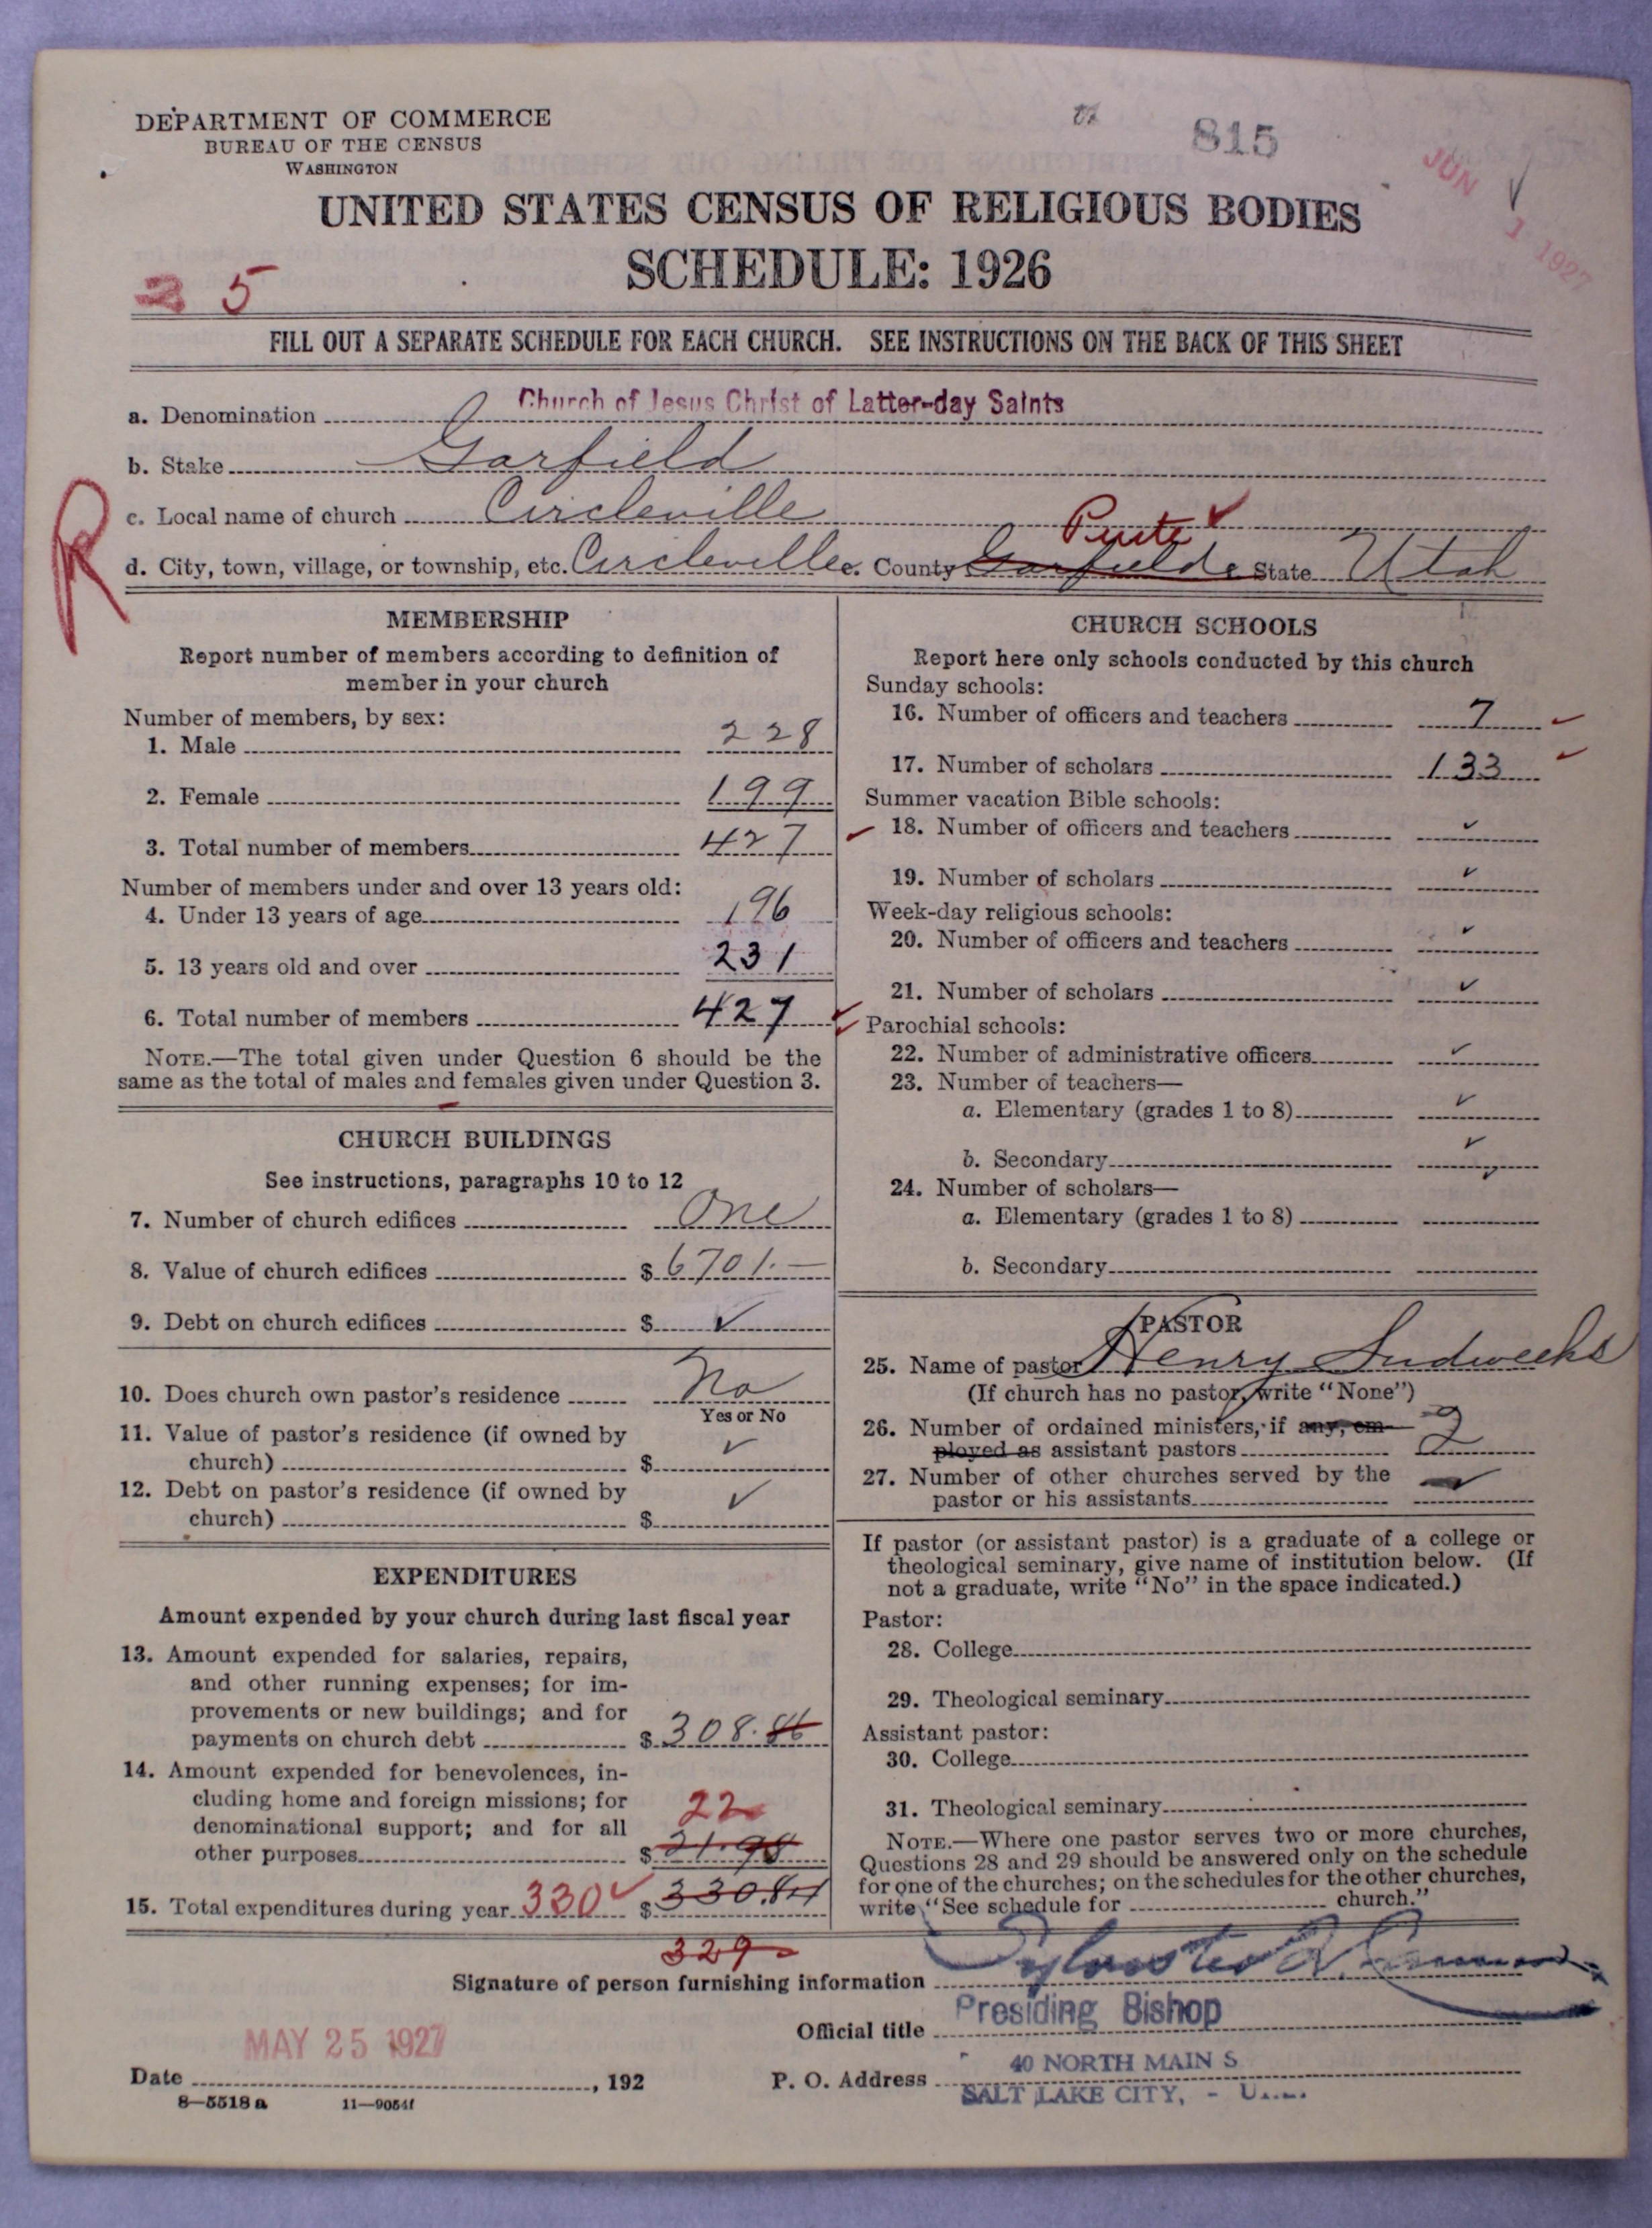 DEPARTMENT OF COMMERCE
BUREAU OF THE CENSUS
WASHINGTON
815
JUN 1 1927
UNITED STATES CENSUS OF RELIGIOUS BODIES
SCHEDULE: 1926
25
FILL OUT A SEPARATE SCHEDULE FOR EACH CHURCH. SEE INSTRUCTIONS ON THE BACK OF THIS SHEET
a. Denomination Church of Jesus Christ of Latter-day Saints
b. Stake Garfield
c. Local name of church Circleville
R
Piute ✓
d. City, town, village, or township, etc. Circleville e. County Garfield State Utah
MEMBERSHIP
Report number of members according to definition of
member in your church
Number of members, by sex:
1. Male 228
2. Female 199
3. Total number of members 427
Number of members under and over 13 years old:
4. Under 13 years of age 196
5. 13 years old and over 231
6. Total number of members 427
NOTE.—The total given under Question 6 should be the
same as the total of males and females given under Question 3.
CHURCH BUILDINGS
See instructions, paragraphs 10 to 12
7. Number of church edifices One
8. Value of church edifices $ 6701.—
9. Debt on church edifices $ ✓
10. Does church own pastor's residence No
Yes or No
11. Value of pastor's residence (if owned by
church) $ ✓
12. Debt on pastor's residence (if owned by
church) $ ✓
EXPENDITURES
Amount expended by your church during last fiscal year
13. Amount expended for salaries, repairs,
and other running expenses; for im-
provements or new buildings; and for
payments on church debt $ 308.86
14. Amount expended for benevolences, in-
cluding home and foreign missions; for
denominational support; and for all
22
other purposes $ 21.98
15. Total expenditures during year 330 ✓ $ 330.84
329
CHURCH SCHOOLS
Report here only schools conducted by this church
Sunday schools:
16. Number of officers and teachers 7 ✓
17. Number of scholars 133 ✓
Summer vacation Bible schools:
18. Number of officers and teachers ✓
19. Number of scholars ✓
Week-day religious schools:
20. Number of officers and teachers ✓
21. Number of scholars ✓
Parochial schools:
22. Number of administrative officers ✓
23. Number of teachers—
a. Elementary (grades 1 to 8) ✓
b. Secondary ✓
24. Number of scholars—
a. Elementary (grades 1 to 8)
b. Secondary
PASTOR
25. Name of pastor Henry Sudweeks
(If church has no pastor, write "None")
26. Number of ordained ministers, if any, em-
ployed as assistant pastors 2
27. Number of other churches served by the
pastor or his assistants ✓
If pastor (or assistant pastor) is a graduate of a college or
theological seminary, give name of institution below. (If
not a graduate, write "No" in the space indicated.)
Pastor:
28. College
29. Theological seminary
Assistant pastor:
30. College
31. Theological seminary
NOTE.—Where one pastor serves two or more churches,
Questions 28 and 29 should be answered only on the schedule
for one of the churches; on the schedules for the other churches,
write "See schedule for church."
Signature of person furnishing information Sylvester Q. Cannon
Official title Presiding Bishop
MAY 25 1927
Date , 192
P. O. Address 40 NORTH MAIN S
SALT LAKE CITY, -
8—5518 a 11—9054f